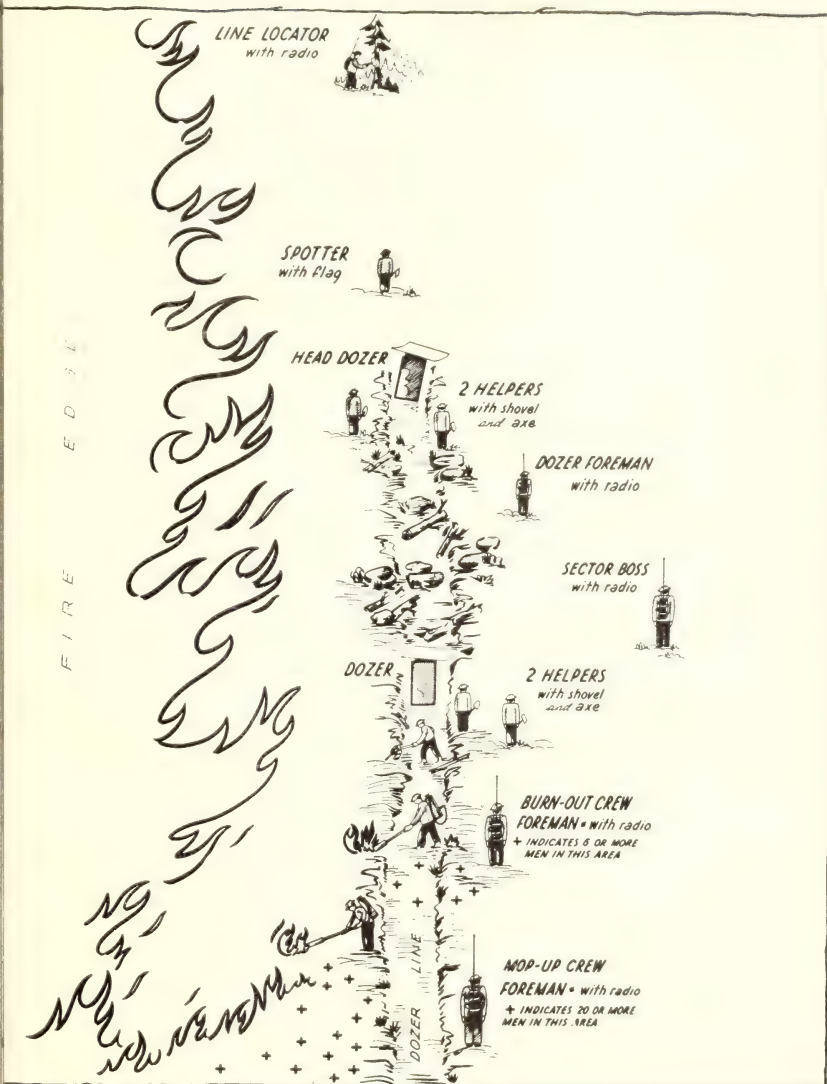 LINE LOCATOR
with radio
SPOTTER
with flag
HEAD DOZER
2 HELPERS
with shovel
and axe
DOZER FOREMAN
with radio
SECTOR BOSS
with radio
FIRE EDGE
DOZER
2 HELPERS
with shovel
and axe
BURN-OUT CREW
FOREMAN - with radio
+ INDICATES 6 OR MORE
MEN IN THIS AREA
MOP-UP CREW
FOREMAN - with radio
+ INDICATES 20 OR MORE
MEN IN THIS AREA
DOZER LINE